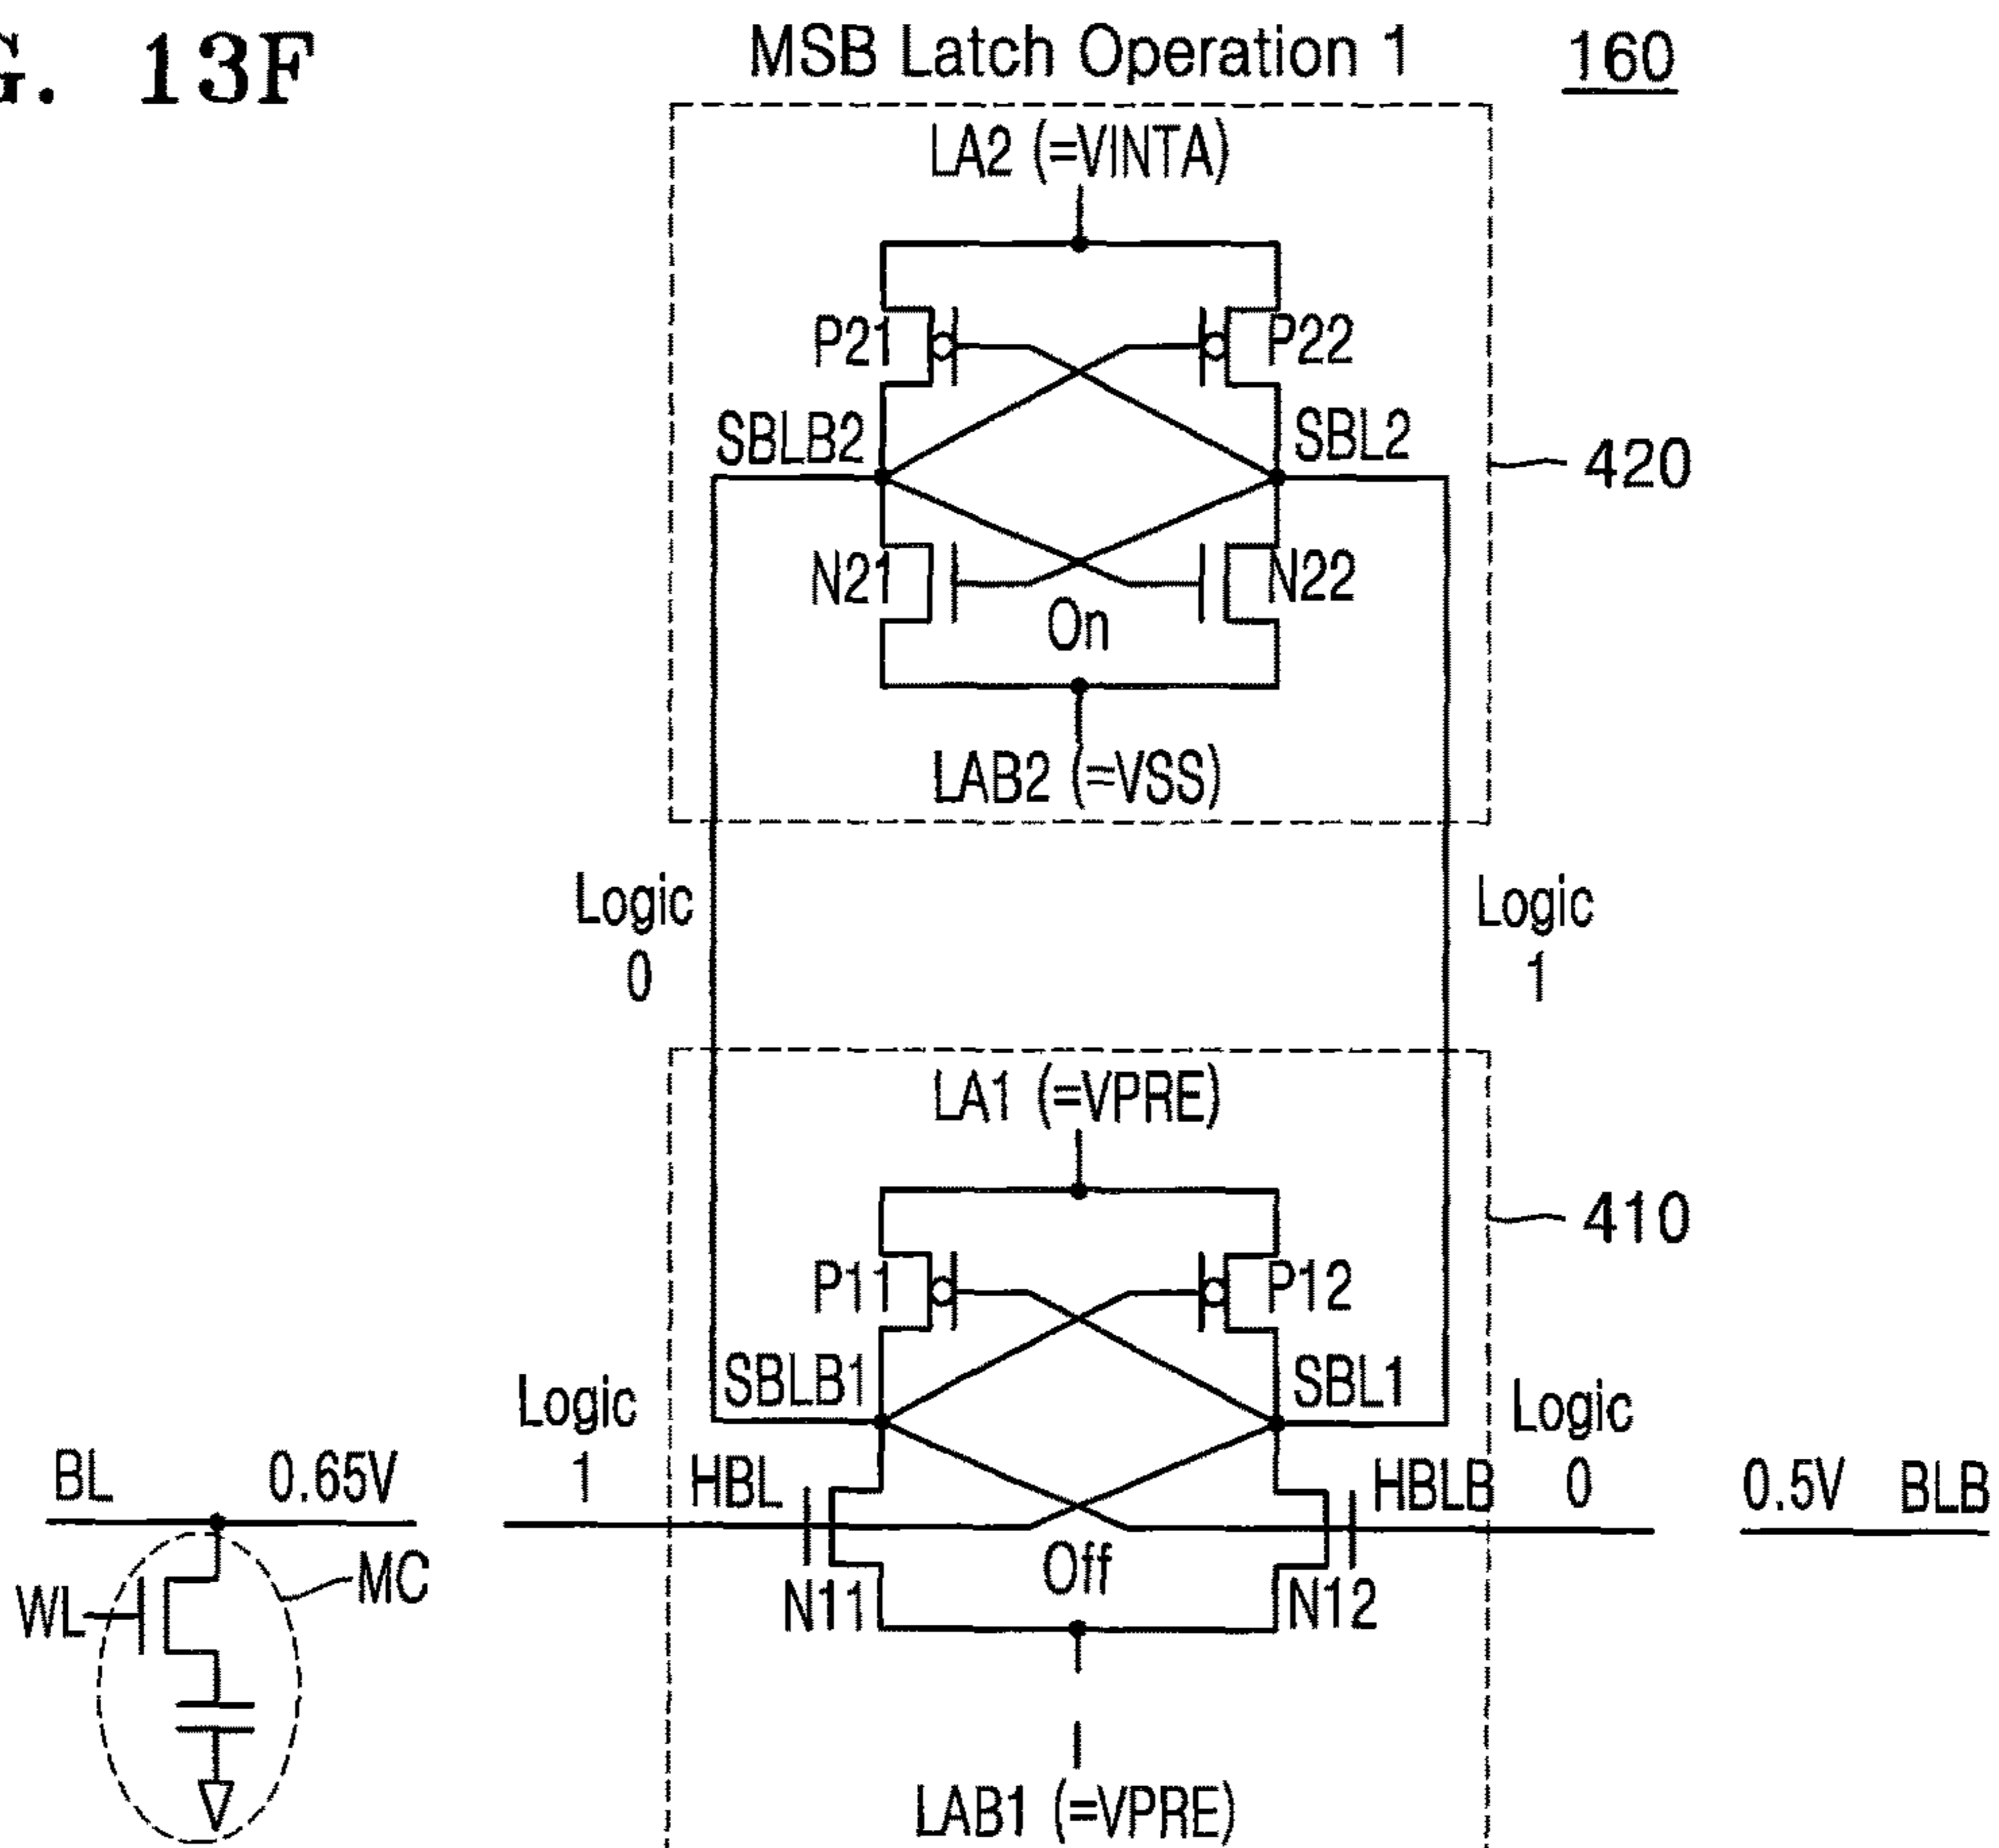 G. 13F
MSB Latch Operation 1
160
LA2 (=VINTA)
P21
P22
SBLB2
SBL2
420
N21
N22
On
LAB2 (=VSS)
Logic
0
Logic
1
LA1 (=VPRE)
410
P11
P12
SBLB1
SBL1
Logic
1
Logic
0
BL
0.65V
HBL
HBLB
0.5V
BLB
WL
MC
Off
N11
N12
LAB1 (=VPRE)